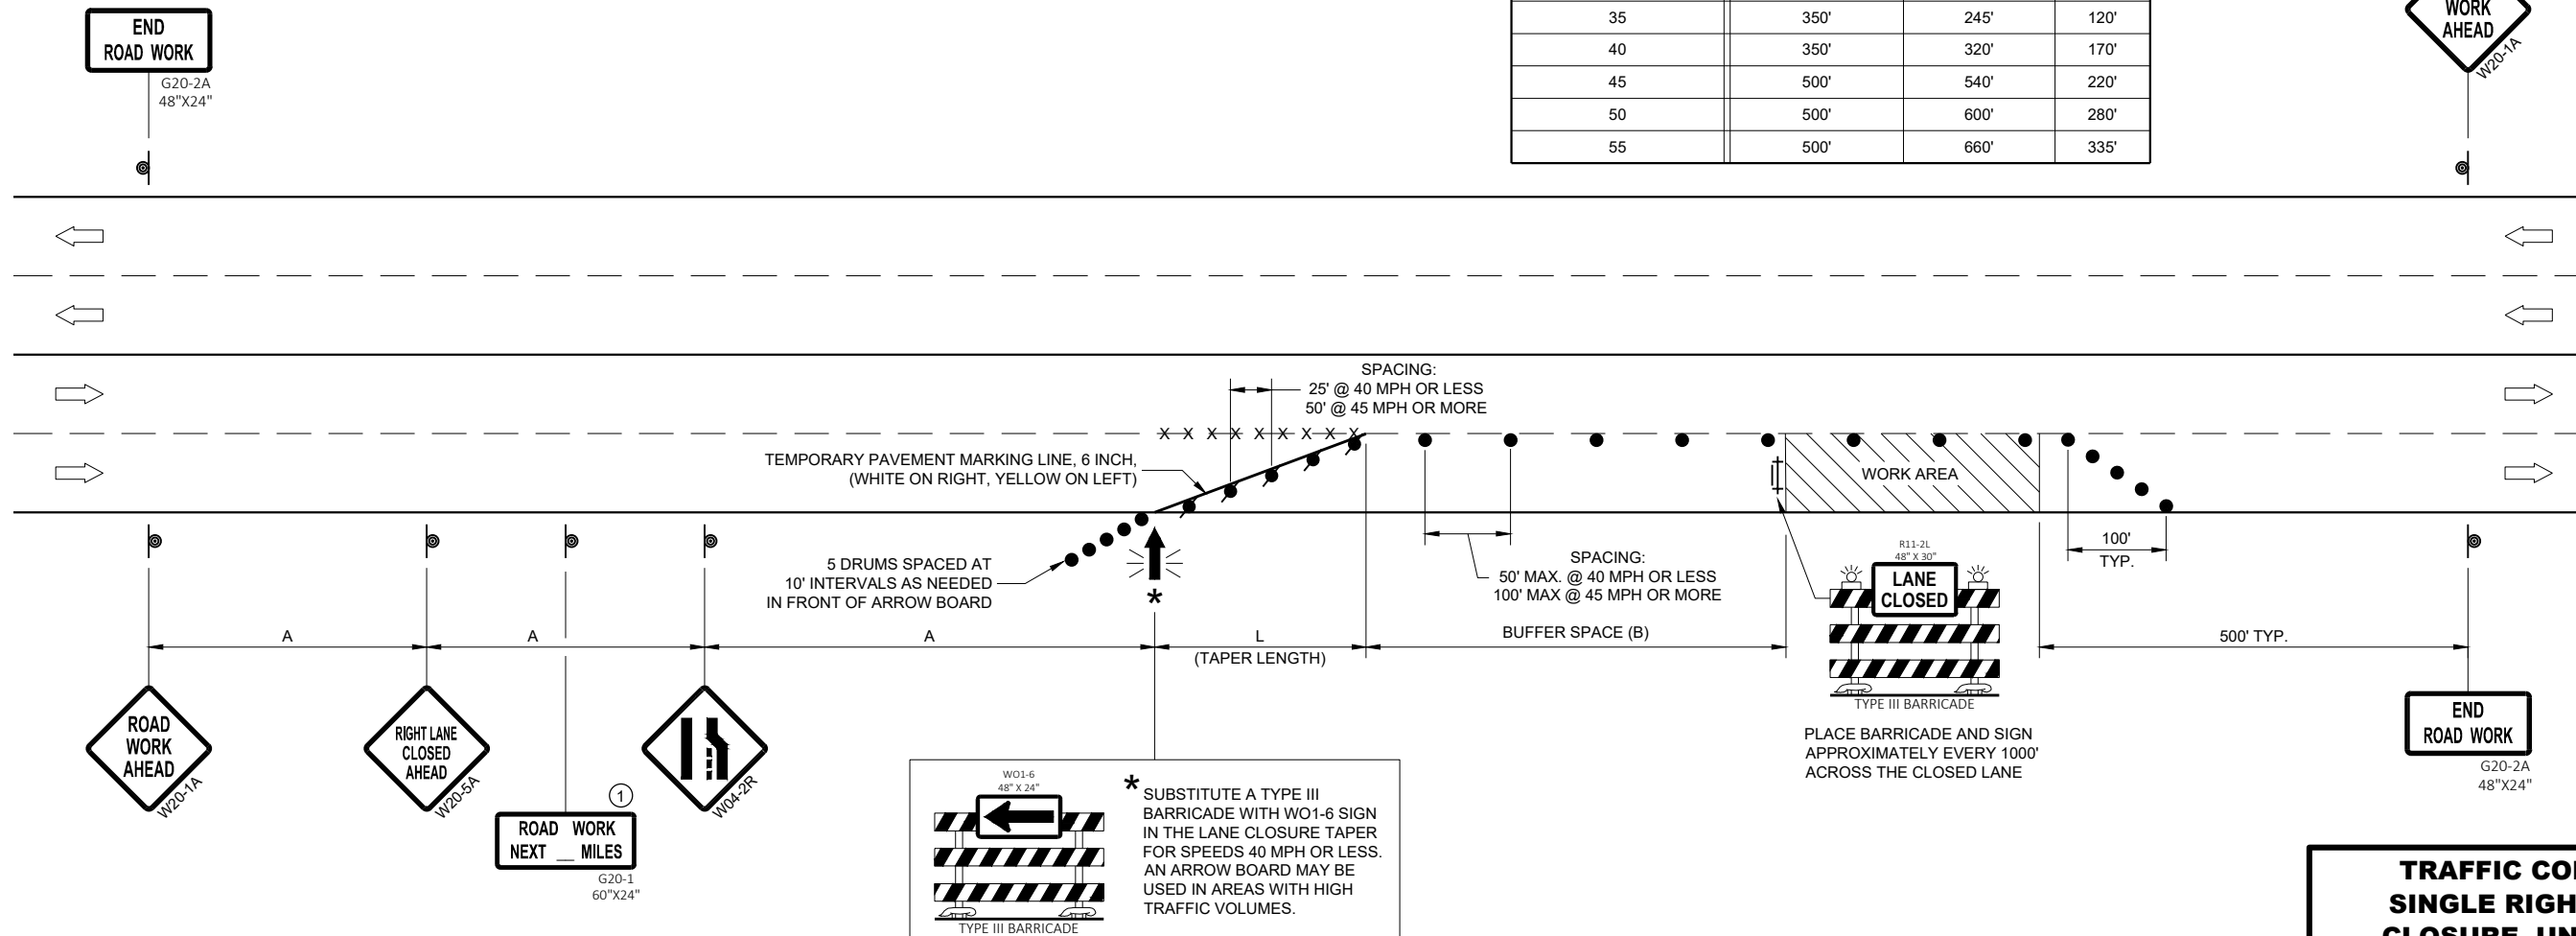 END
ROAD WORK
G20-2A
48"X24"
35 350' 245' 120'
40 350' 320' 170'
45 500' 540' 220'
50 500' 600' 280'
55 500' 660' 335'
WORK
AHEAD
W20-1A
SPACING:
25' @ 40 MPH OR LESS
50' @ 45 MPH OR MORE
X X X X X X X X X
TEMPORARY PAVEMENT MARKING LINE, 6 INCH,
(WHITE ON RIGHT, YELLOW ON LEFT)
WORK AREA
5 DRUMS SPACED AT
10' INTERVALS AS NEEDED
IN FRONT OF ARROW BOARD
*
SPACING:
50' MAX. @ 40 MPH OR LESS
100' MAX @ 45 MPH OR MORE
R11-2L
48" X 30"
LANE
CLOSED
TYPE III BARRICADE
100'
TYP.
A
A
A
L
(TAPER LENGTH)
BUFFER SPACE (B)
500' TYP.
PLACE BARRICADE AND SIGN
APPROXIMATELY EVERY 1000'
ACROSS THE CLOSED LANE
ROAD
WORK
AHEAD
W20-1A
RIGHT LANE
CLOSED
AHEAD
W20-5A
1
ROAD WORK
NEXT __ MILES
G20-1
60"X24"
W04-2R
WO1-6
48" X 24"
TYPE III BARRICADE
* SUBSTITUTE A TYPE III
BARRICADE WITH WO1-6 SIGN
IN THE LANE CLOSURE TAPER
FOR SPEEDS 40 MPH OR LESS.
AN ARROW BOARD MAY BE
USED IN AREAS WITH HIGH
TRAFFIC VOLUMES.
END
ROAD WORK
G20-2A
48"X24"
TRAFFIC CO
SINGLE RIGH
CLOSURE, UN